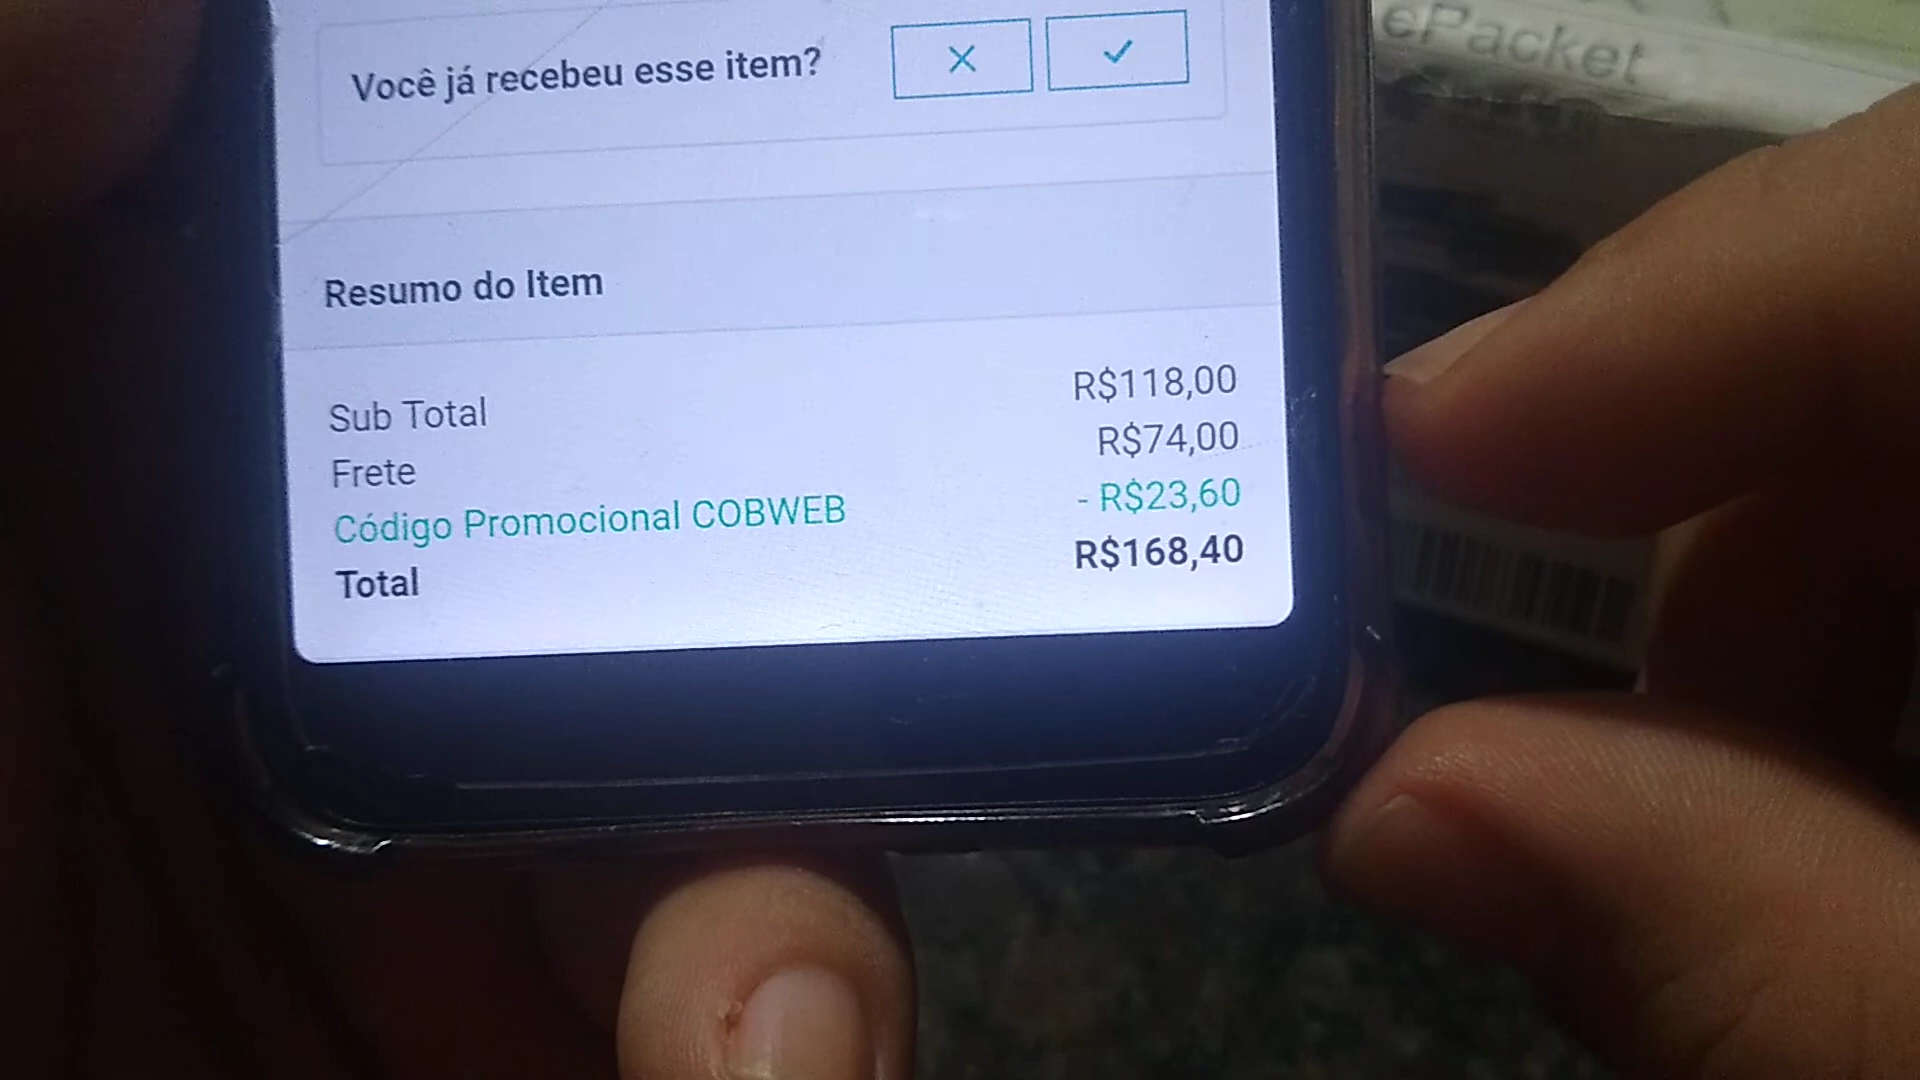 ePacket
Você já recebeu esse item?
Resumo do Item
Sub Total R$118,00
Frete R$74,00
Código Promocional COBWEB - R$23,60
Total R$168,40